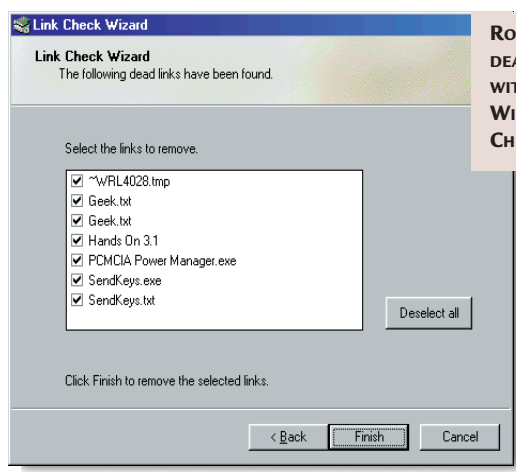 Link Check Wizard
Link Check Wizard
The following dead links have been found.
Select the links to remove.
~WRL4028.tmp
Geek.txt
Geek.txt
Hands On 3.1
PCMCIA Power Manager.exe
SendKeys.exe
SendKeys.txt
Deselect all
Click Finish to remove the selected links.
< Back
Finish
Cancel